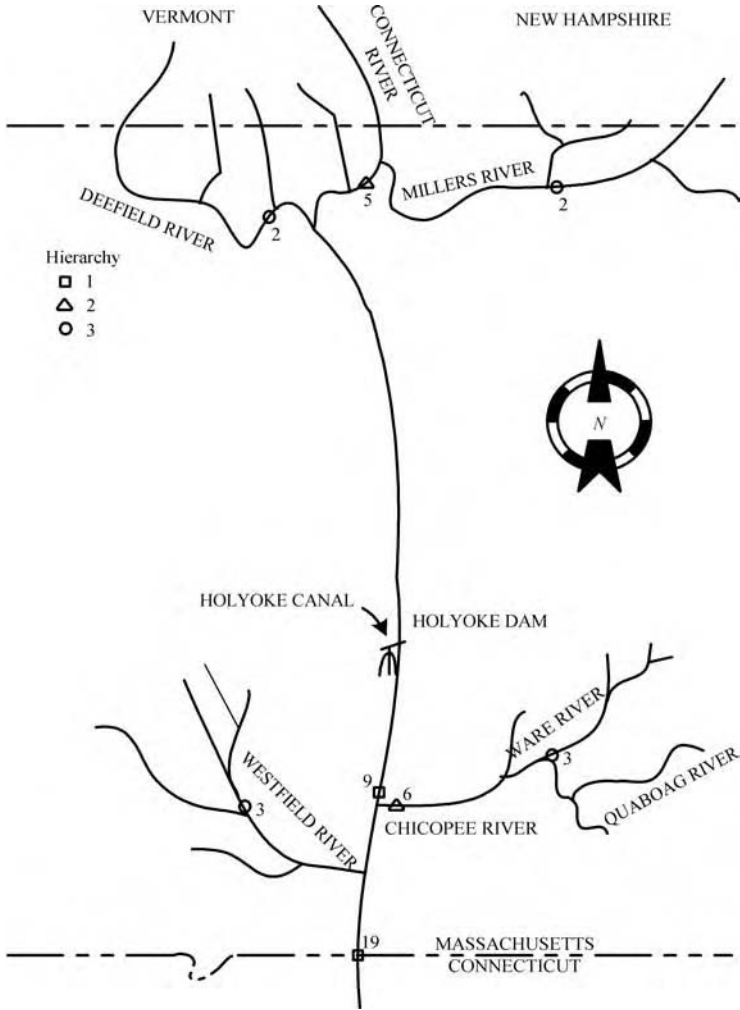 VERMONT
NEW HAMPSHIRE
CONNECTICUT
RIVER
MILLERS RIVER
5
2
DEEFIELD RIVER
2
Hierarchy
1
2
3
N
HOLYOKE CANAL
HOLYOKE DAM
WARE RIVER
3
QUABOAG RIVER
9
6
CHICOPEE RIVER
3
WESTFIELD RIVER
19
MASSACHUSETTS
CONNECTICUT